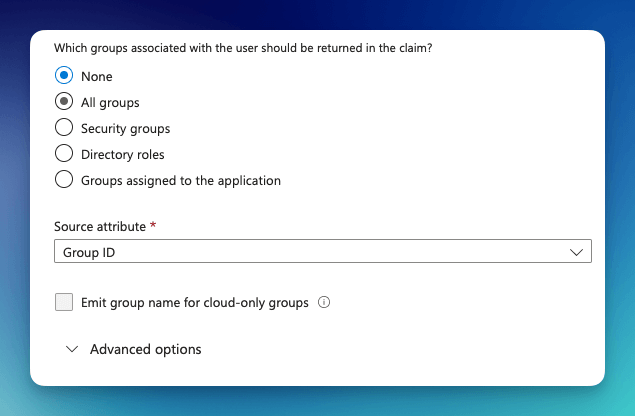 Which groups associated with the user should be returned in the claim?
None
All groups
Security groups
Directory roles
Groups assigned to the application
Source attribute *
Group ID
Emit group name for cloud-only groups
Advanced options